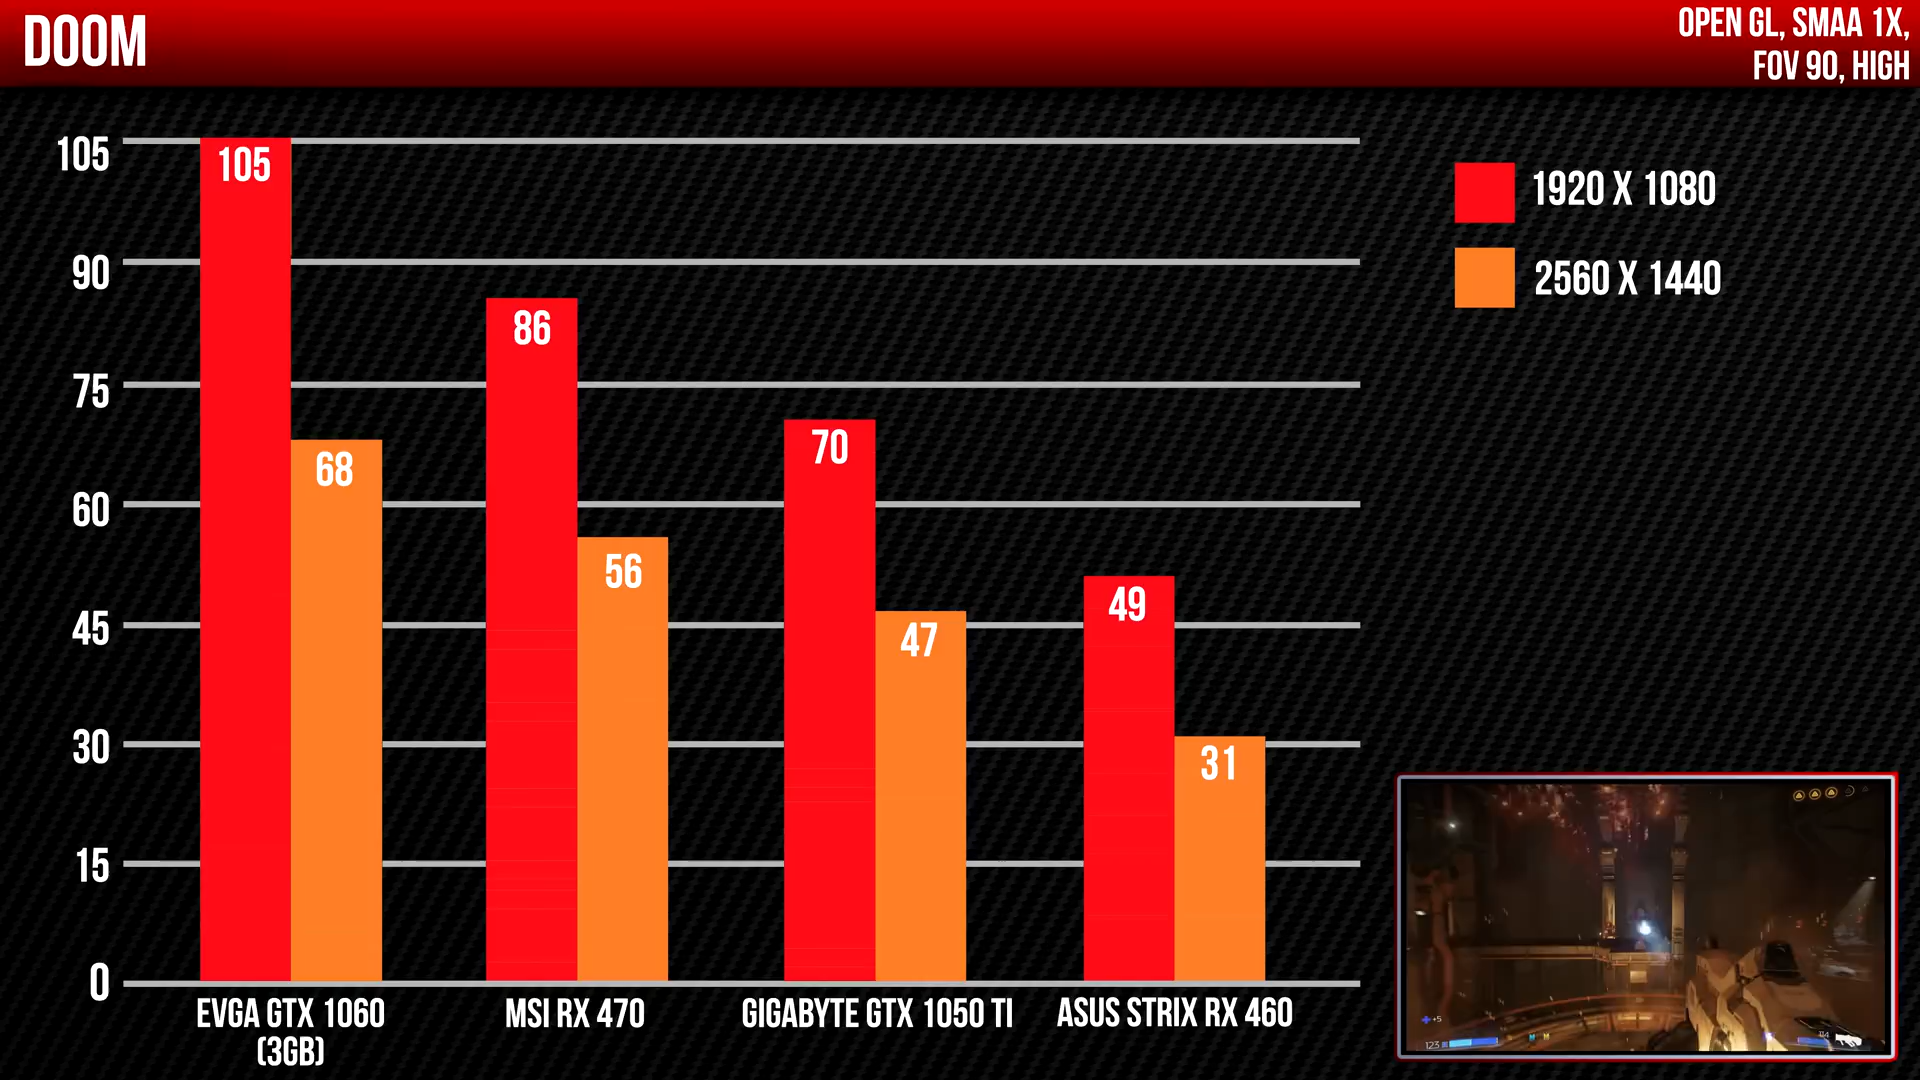 DOOM
OPEN GL, SMAA 1X,
FOV 90, HIGH
105
90
75
60
45
30
15
0
105
68
86
56
70
47
49
31
EVGA GTX 1060
(3GB)
MSI RX 470
GIGABYTE GTX 1050 TI
ASUS STRIX RX 460
1920 X 1080
2560 X 1440
+5
123